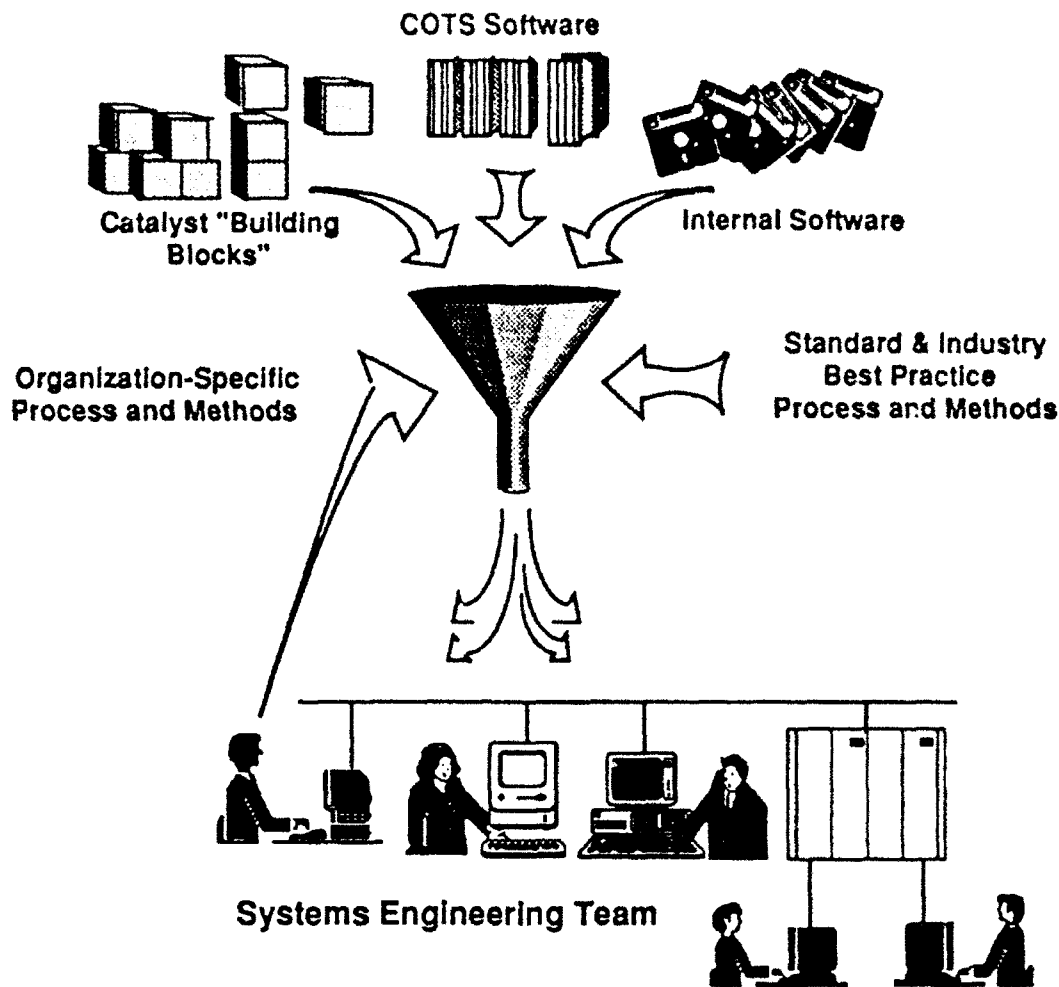 COTS Software
Catalyst "Building
Blocks"
Internal Software
Organization-Specific
Process and Methods
Standard & Industry
Best Practice
Process and Methods
Systems Engineering Team